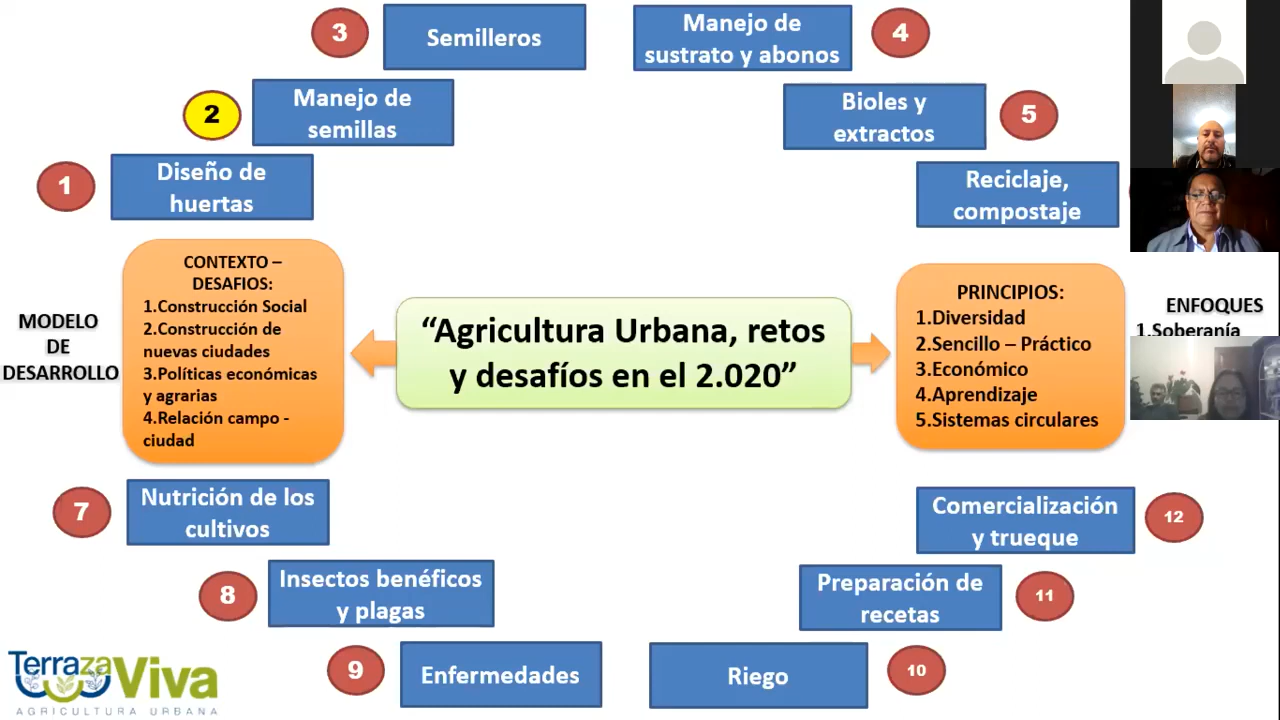 3
Semilleros
Manejo de
sustrato y abonos
4
2
Manejo de
semillas
Bioles y
extractos
5
1
Diseño de
huertas
Reciclaje,
compostaje
MODELO
DE
DESARROLLO
CONTEXTO –
DESAFIOS:
1.Construcción Social
2.Construcción de
nuevas ciudades
3.Políticas económicas
y agrarias
4.Relación campo -
ciudad
“Agricultura Urbana, retos
y desafíos en el 2.020”
PRINCIPIOS:
1.Diversidad
2.Sencillo – Práctico
3.Económico
4.Aprendizaje
5.Sistemas circulares
ENFOQUES
1.Soberanía
7
Nutrición de los
cultivos
Comercialización
y trueque
12
8
Insectos benéficos
y plagas
Preparación de
recetas
11
9
Enfermedades
Riego
10
Terraza
Viva
AGRICULTURA URBANA